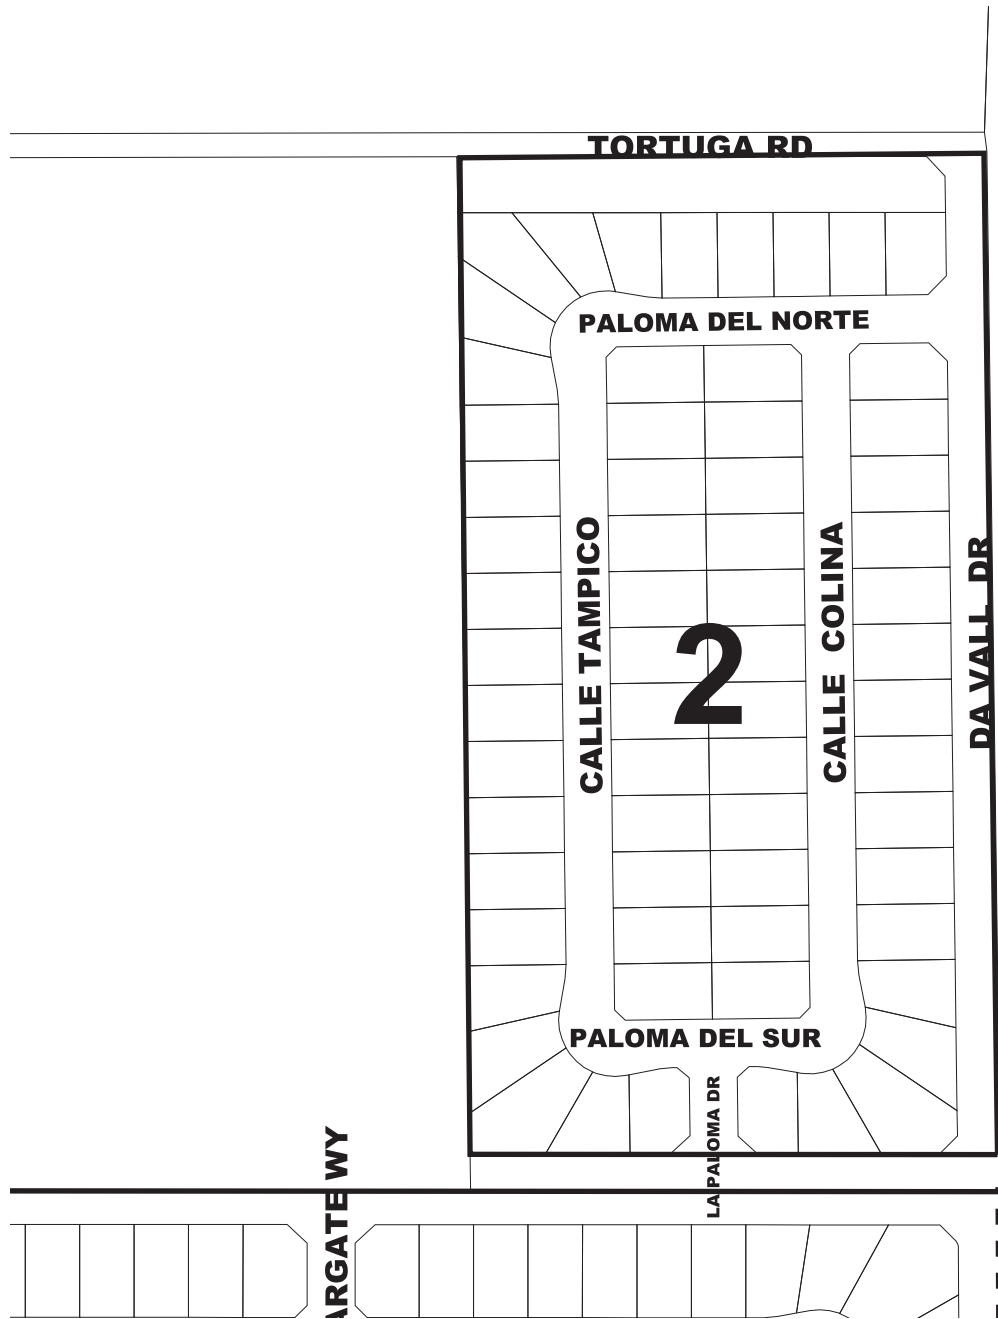 TORTUGA RD
PALOMA DEL NORTE
CALLE TAMPICO
CALLE COLINA
DA VALL DR
2
PALOMA DEL SUR
LA PALOMA DR
ARGATE WY